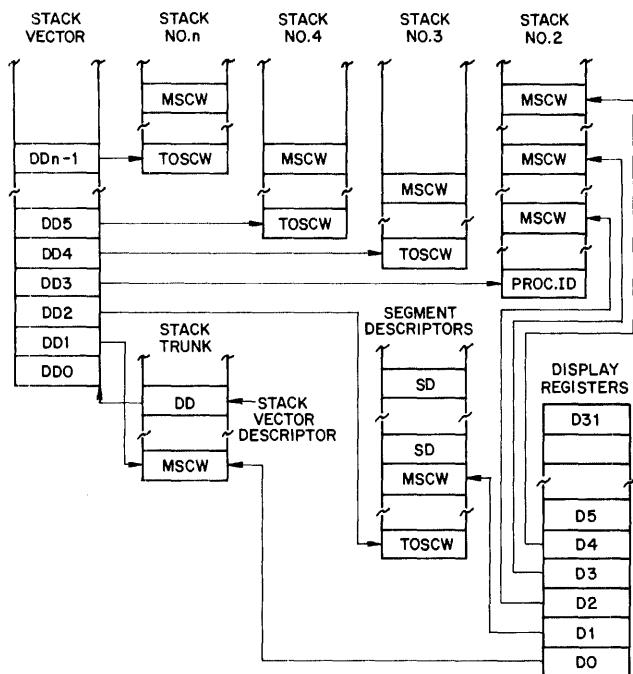 STACK
VECTOR
STACK
NO.n
STACK
NO.4
STACK
NO.3
STACK
NO.2
MSCW
MSCW
DDn-1
TOSCW
MSCW
MSCW
MSCW
DD5
TOSCW
MSCW
DD4
TOSCW
DD3
PROC.ID
DD2
DD1
DD0
STACK
TRUNK
DD
STACK
VECTOR
DESCRIPTOR
MSCW
SEGMENT
DESCRIPTORS
SD
SD
MSCW
TOSCW
DISPLAY
REGISTERS
D31
D5
D4
D3
D2
D1
D0